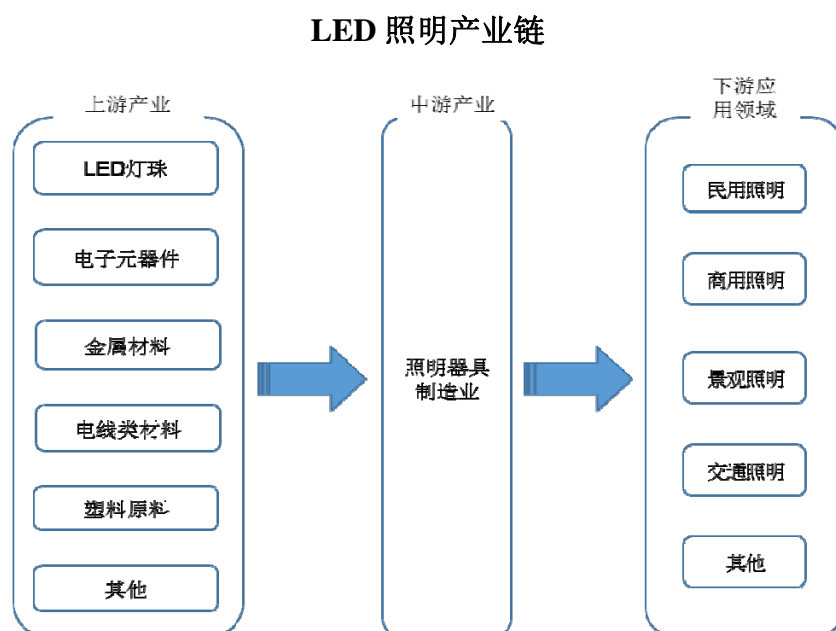 LED 照明产业链
上游产业
LED灯珠
电子元器件
金属材料
电线类材料
塑料原料
其他
中游产业
照明器具
制造业
下游应
用领域
民用照明
商用照明
景观照明
交通照明
其他